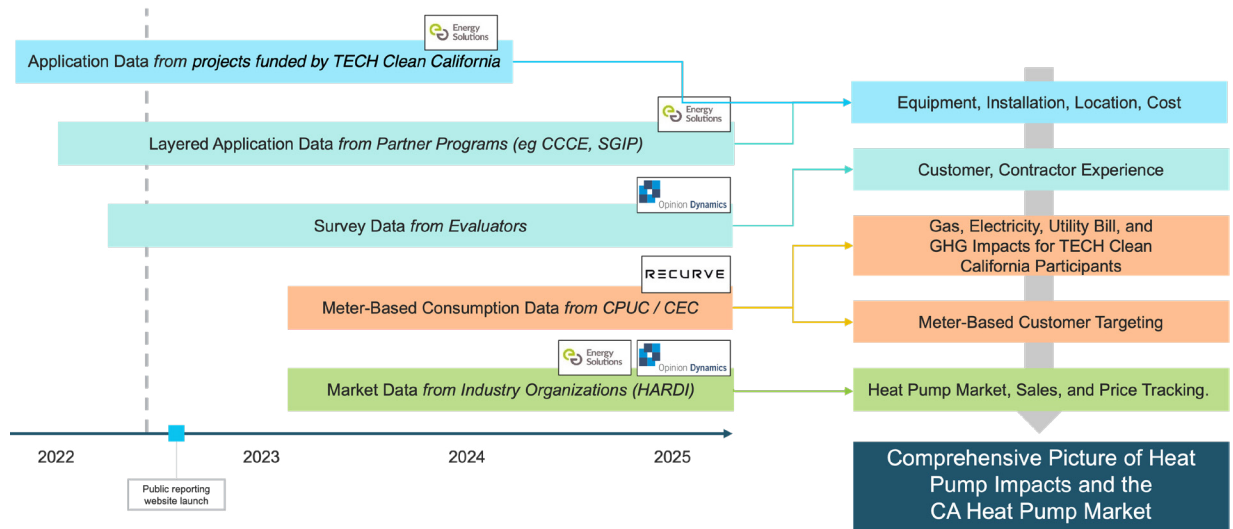 Energy
Solutions
Application Data from projects funded by TECH Clean California
Energy
Solutions
Layered Application Data from Partner Programs (eg CCCE, SGIP)
Opinion Dynamics
Survey Data from Evaluators
RECURVE
Meter-Based Consumption Data from CPUC / CEC
Energy
Solutions
Opinion Dynamics
Market Data from Industry Organizations (HARDI)
2022
2023
2024
2025
Public reporting
website launch
Equipment, Installation, Location, Cost
Customer, Contractor Experience
Gas, Electricity, Utility Bill, and
GHG Impacts for TECH Clean
California Participants
Meter-Based Customer Targeting
Heat Pump Market, Sales, and Price Tracking.
Comprehensive Picture of Heat
Pump Impacts and the
CA Heat Pump Market